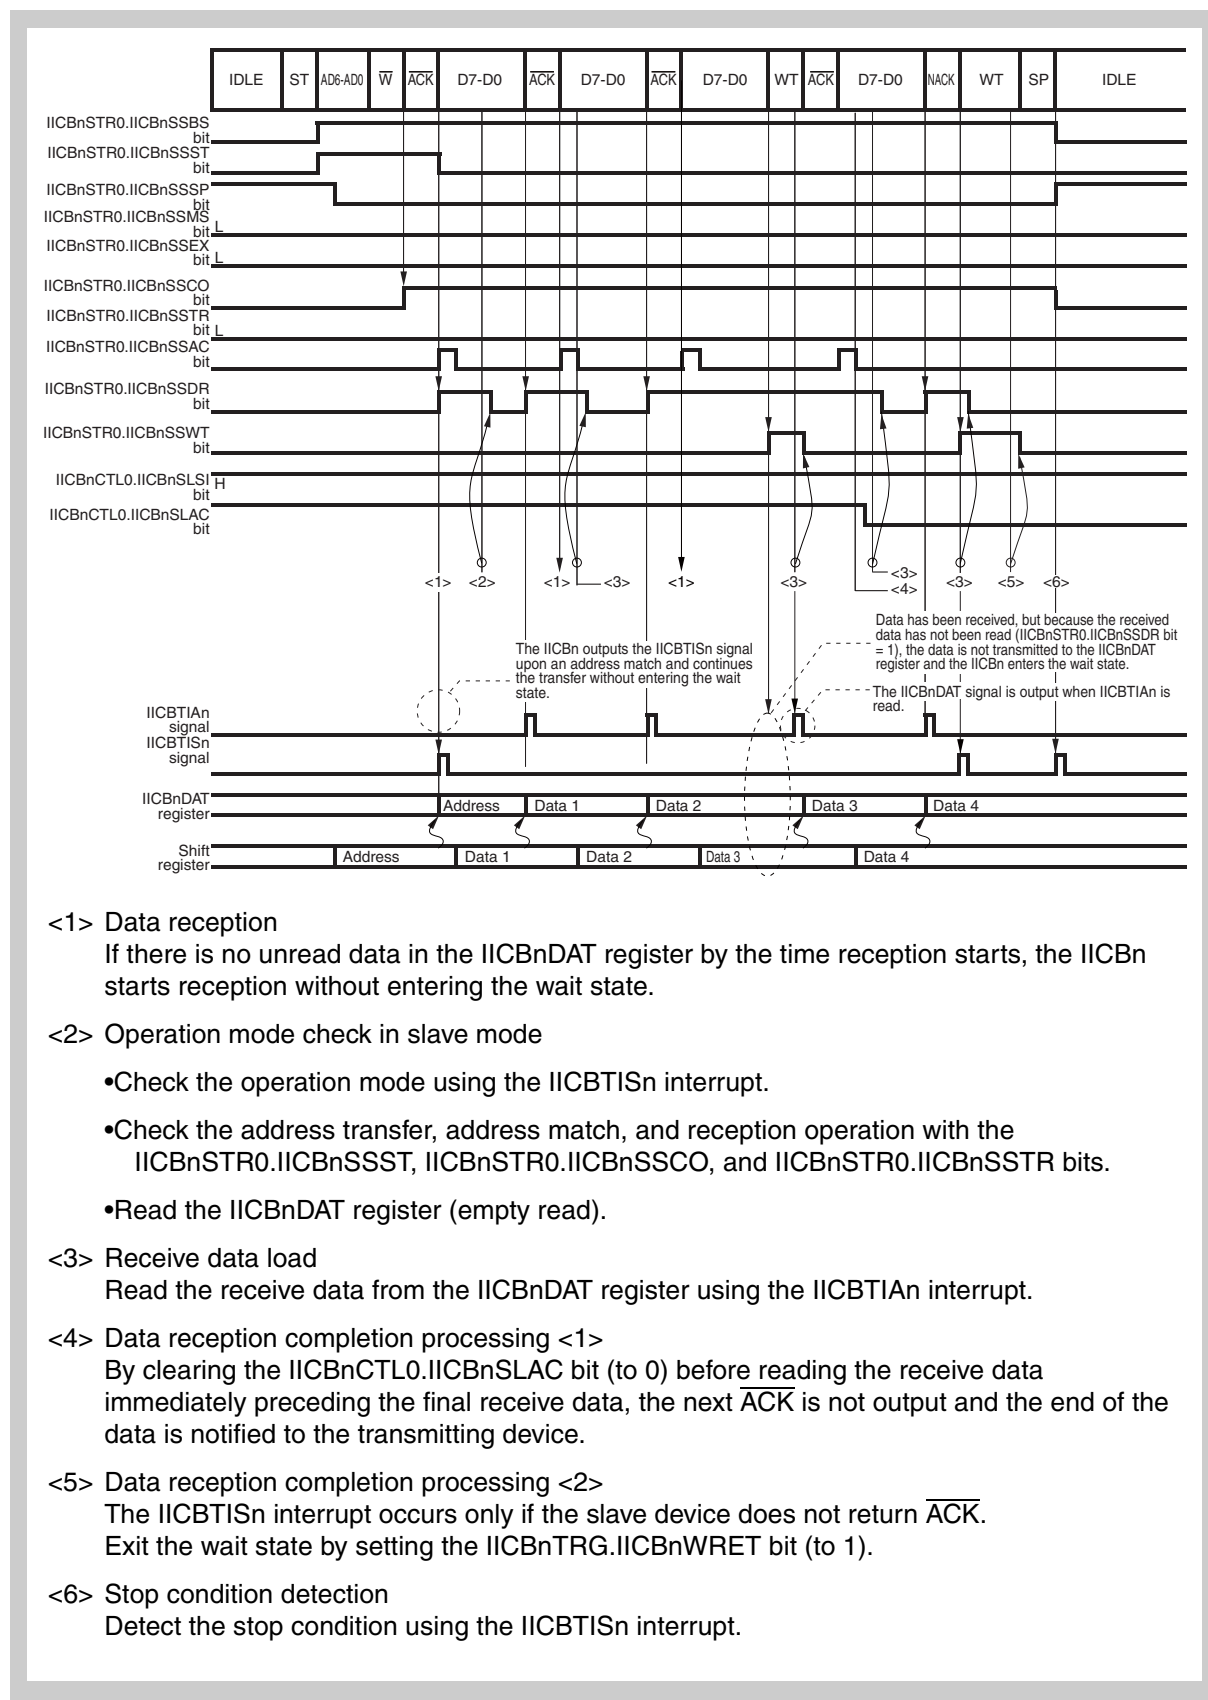 IDLE ST AD6-AD0 W ACK D7-D0 ACK D7-D0 ACK D7-D0 WT ACK D7-D0 NACK WT SP IDLE
IICBnSTR0.IICBnSSBS
bit
IICBnSTR0.IICBnSSST
bit
IICBnSTR0.IICBnSSSP
bit
IICBnSTR0.IICBnSSMS
bit L
IICBnSTR0.IICBnSSEX
bit L
IICBnSTR0.IICBnSSCO
bit
IICBnSTR0.IICBnSSTR
bit L
IICBnSTR0.IICBnSSAC
bit
IICBnSTR0.IICBnSSDR
bit
IICBnSTR0.IICBnSSWT
bit
IICBnCTL0.IICBnSLSI H
bit
IICBnCTL0.IICBnSLAC
bit
<1> <2> <1> <3> <1> <3> <3> <4> <3> <5> <6>
Data has been received, but because the received
data has not been read (IICBnSTR0.IICBnSSDR bit
= 1), the data is not transmitted to the IICBnDAT
register and the IICBn enters the wait state.
The IICBn outputs the IICBTISn signal
upon an address match and continues
the transfer without entering the wait
state.
The IICBnDAT signal is output when IICBTIAn is
read.
IICBTIAn
signal
IICBTISn
signal
IICBnDAT
register
Address Data 1 Data 2 Data 3 Data 4
Shift
register
Address Data 1 Data 2 Data 3 Data 4
<1> Data reception
If there is no unread data in the IICBnDAT register by the time reception starts, the IICBn
starts reception without entering the wait state.
<2> Operation mode check in slave mode
•Check the operation mode using the IICBTISn interrupt.
•Check the address transfer, address match, and reception operation with the
IICBnSTR0.IICBnSSST, IICBnSTR0.IICBnSSCO, and IICBnSTR0.IICBnSSTR bits.
•Read the IICBnDAT register (empty read).
<3> Receive data load
Read the receive data from the IICBnDAT register using the IICBTIAn interrupt.
<4> Data reception completion processing <1>
By clearing the IICBnCTL0.IICBnSLAC bit (to 0) before reading the receive data
immediately preceding the final receive data, the next ACK is not output and the end of the
data is notified to the transmitting device.
<5> Data reception completion processing <2>
The IICBTISn interrupt occurs only if the slave device does not return ACK.
Exit the wait state by setting the IICBnTRG.IICBnWRET bit (to 1).
<6> Stop condition detection
Detect the stop condition using the IICBTISn interrupt.